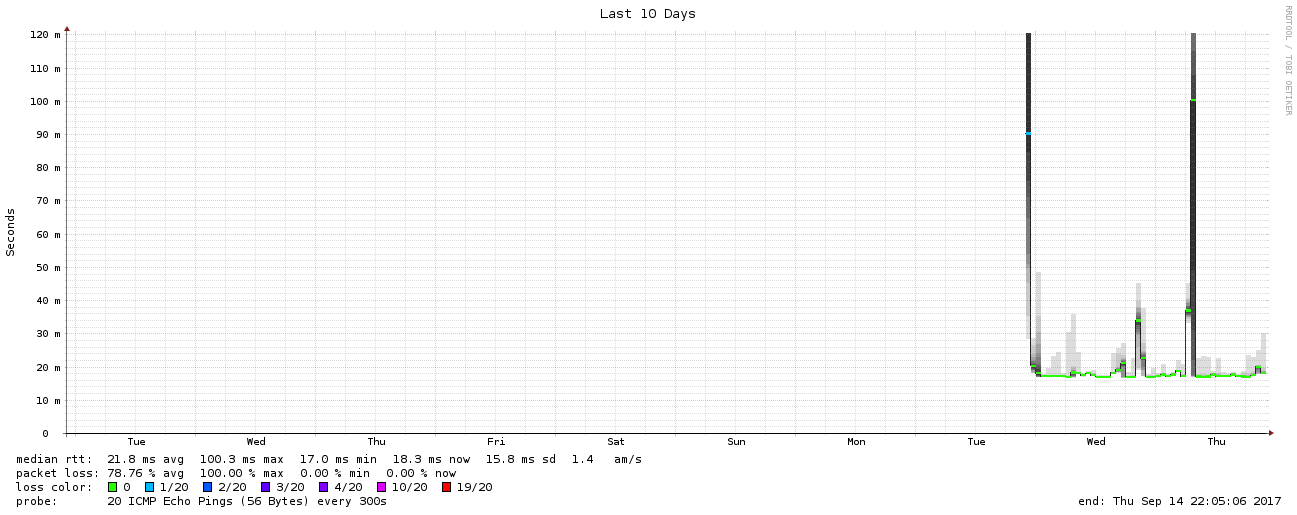 Last 10 Days
RRDTOOL / TOBI OETIKER
Seconds
120 m
110 m
100 m
90 m
80 m
70 m
60 m
50 m
40 m
30 m
20 m
10 m
0
Tue Wed Thu Fri Sat Sun Mon Tue Wed Thu
median rtt: 21.8 ms avg 100.3 ms max 17.0 ms min 18.3 ms now 15.8 ms sd 1.4 am/s
packet loss: 78.76 % avg 100.00 % max 0.00 % min 0.00 % now
loss color: 0 1/20 2/20 3/20 4/20 10/20 19/20
probe: 20 ICMP Echo Pings (56 Bytes) every 300s end: Thu Sep 14 22:05:06 2017